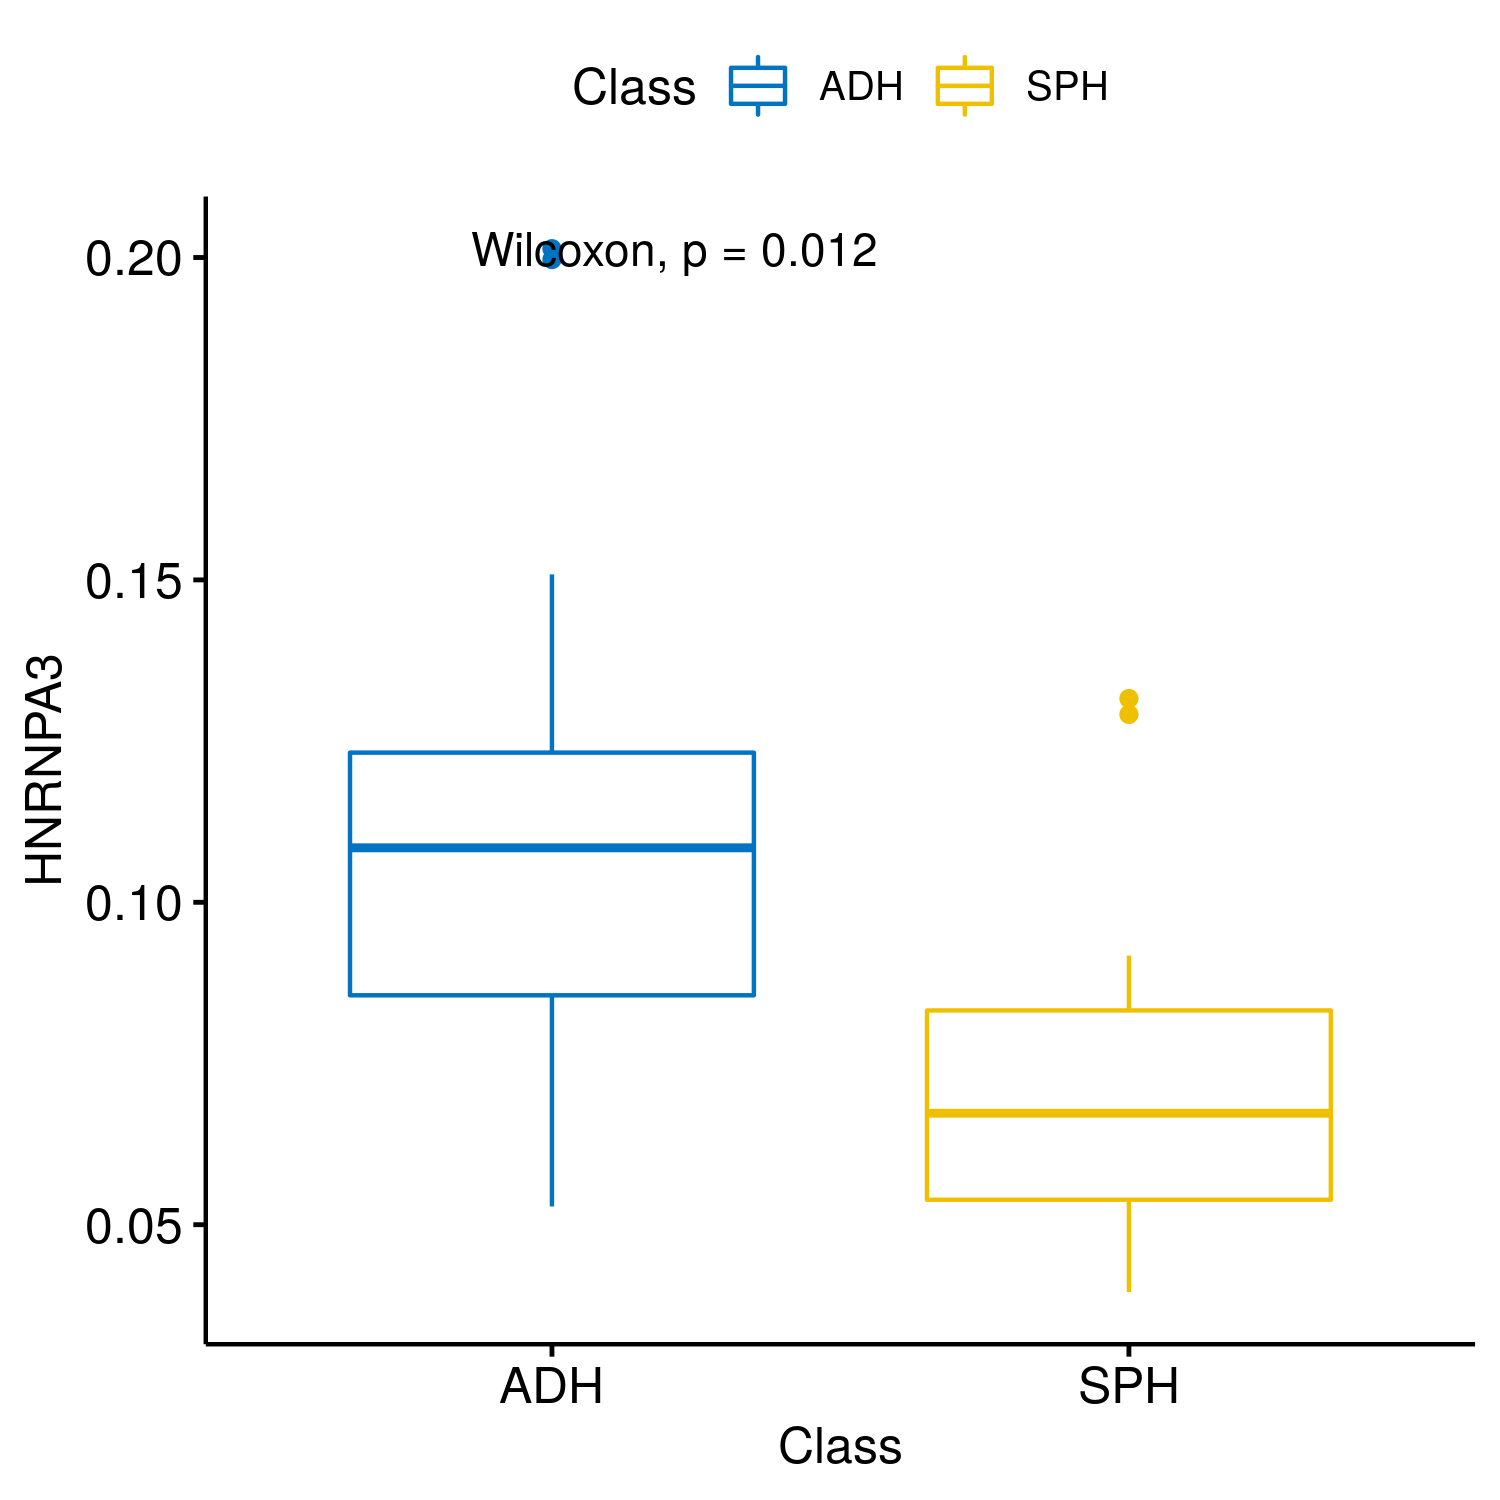 Class ADH SPH
Wilcoxon, p = 0.012
0.20
0.15
0.10
0.05
HNRNPA3
ADH SPH
Class